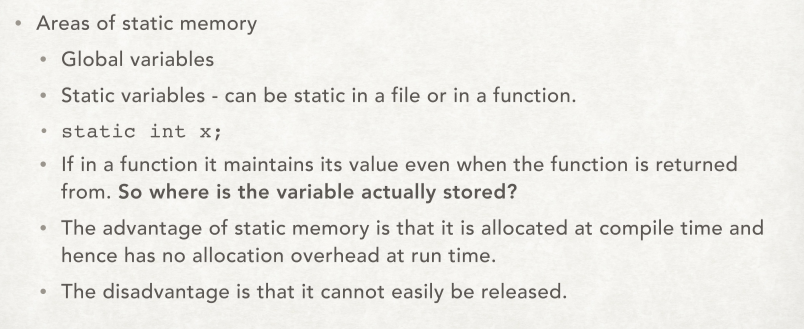 • Areas of static memory
• Global variables
• Static variables - can be static in a file or in a function.
• static int x;
• If in a function it maintains its value even when the function is returned
from. So where is the variable actually stored?
• The advantage of static memory is that it is allocated at compile time and
hence has no allocation overhead at run time.
• The disadvantage is that it cannot easily be released.